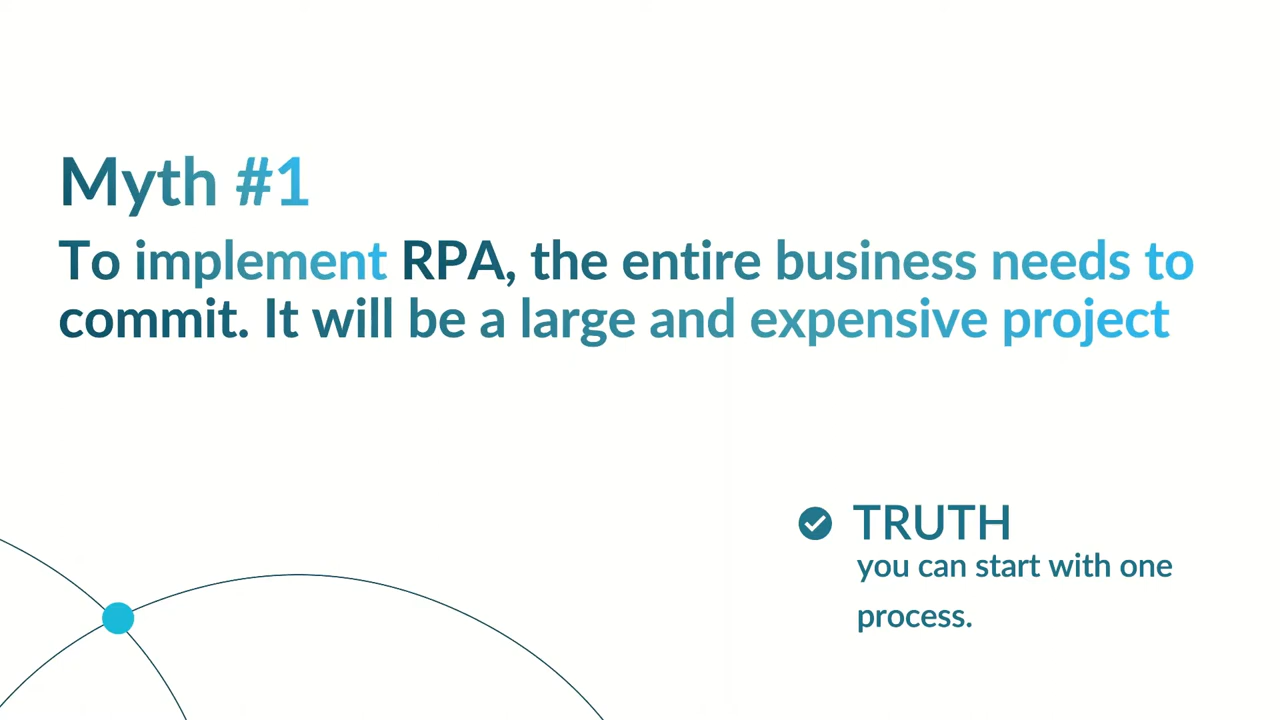 Myth #1
To implement RPA, the entire business needs to
commit. It will be a large and expensive project
TRUTH
you can start with one
process.